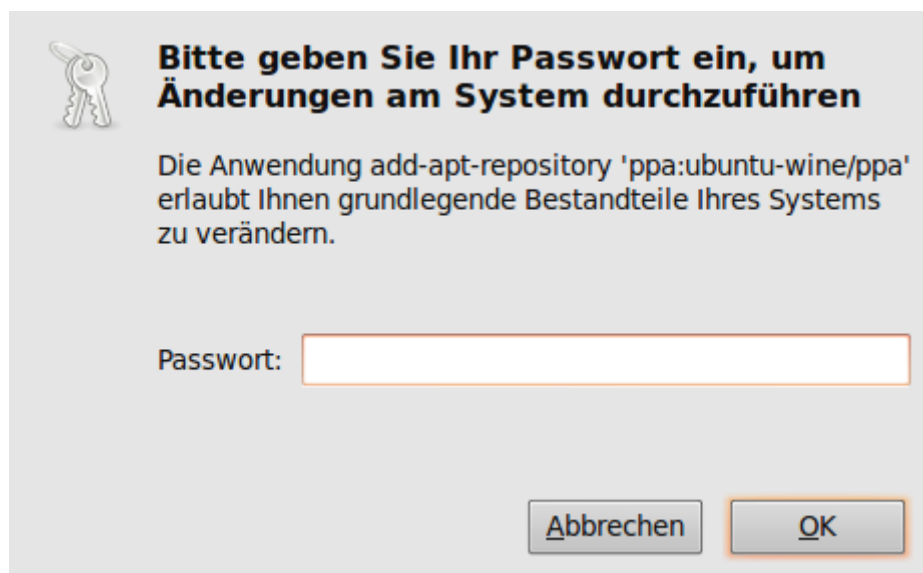 Bitte geben Sie Ihr Passwort ein, um
Änderungen am System durchzuführen
Die Anwendung add-apt-repository 'ppa:ubuntu-wine/ppa'
erlaubt Ihnen grundlegende Bestandteile Ihres Systems
zu verändern.
Passwort:
Abbrechen OK